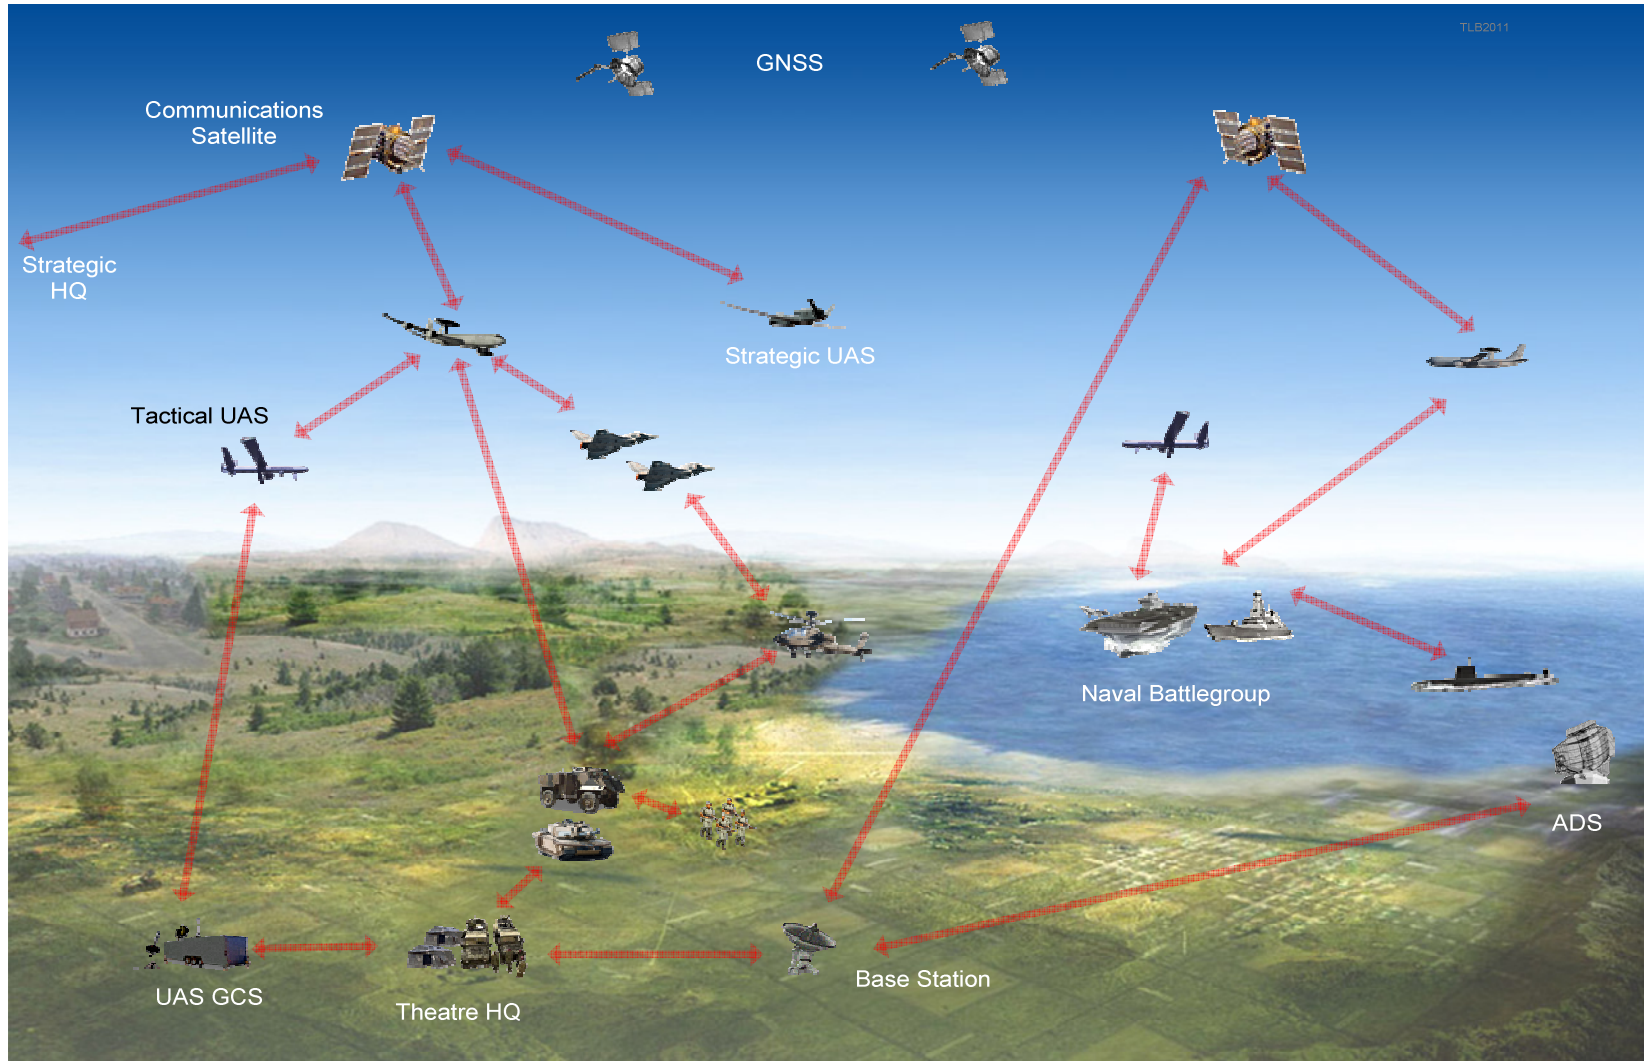 TLB2011
GNSS
Communications
Satellite
Strategic
HQ
Strategic UAS
Tactical UAS
Naval Battlegroup
ADS
Base Station
UAS GCS
Theatre HQ